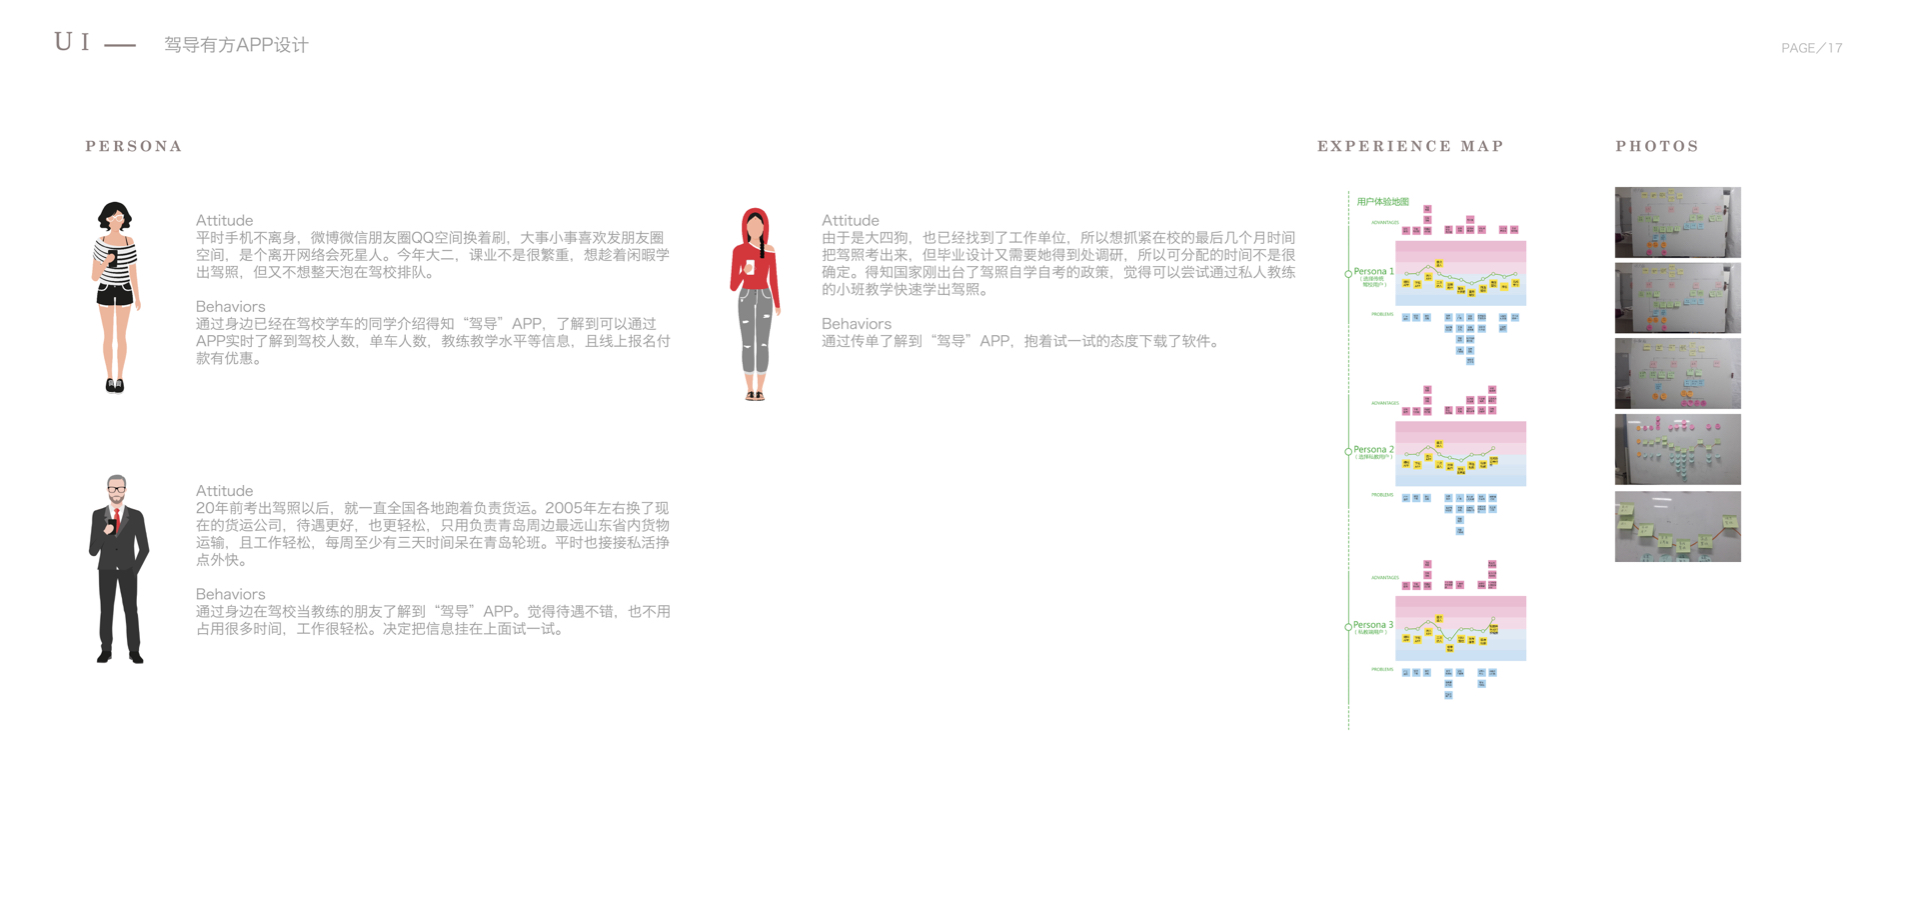 UI — 驾导有方APP设计
PAGE／17
PERSONA
Attitude
平时手机不离身，微博微信朋友圈QQ空间换着刷，大事小事喜欢发朋友圈
空间，是个离开网络会死星人。今年大二，课业不是很繁重，想趁着闲暇学
出驾照，但又不想整天泡在驾校排队。
Behaviors
通过身边已经在驾校学车的同学介绍得知“驾导”APP，了解到可以通过
APP实时了解到驾校人数，单车人数，教练教学水平等信息，且线上报名付
款有优惠。
Attitude
由于是大四狗，也已经找到了工作单位，所以想抓紧在校的最后几个月时间
把驾照考出来，但毕业设计又需要她得到处调研，所以可分配的时间不是很
确定。得知国家刚出台了驾照自学自考的政策，觉得可以尝试通过私人教练
的小班教学快速学出驾照。
Behaviors
通过传单了解到“驾导”APP，抱着试一试的态度下载了软件。
Attitude
20年前考出驾照以后，就一直全国各地跑着负责货运。2005年左右换了现
在的货运公司，待遇更好，也更轻松，只用负责青岛周边最远山东省内货物
运输，且工作轻松，每周至少有三天时间呆在青岛轮班。平时也接接私活挣
点外快。
Behaviors
通过身边在驾校当教练的朋友了解到“驾导”APP。觉得待遇不错，也不用
占用很多时间，工作很轻松。决定把信息挂在上面试一试。
EXPERIENCE MAP
用户体验地图
ADVANTAGES
Persona 1
PROBLEMS
ADVANTAGES
Persona 2
PROBLEMS
ADVANTAGES
Persona 3
PROBLEMS
PHOTOS